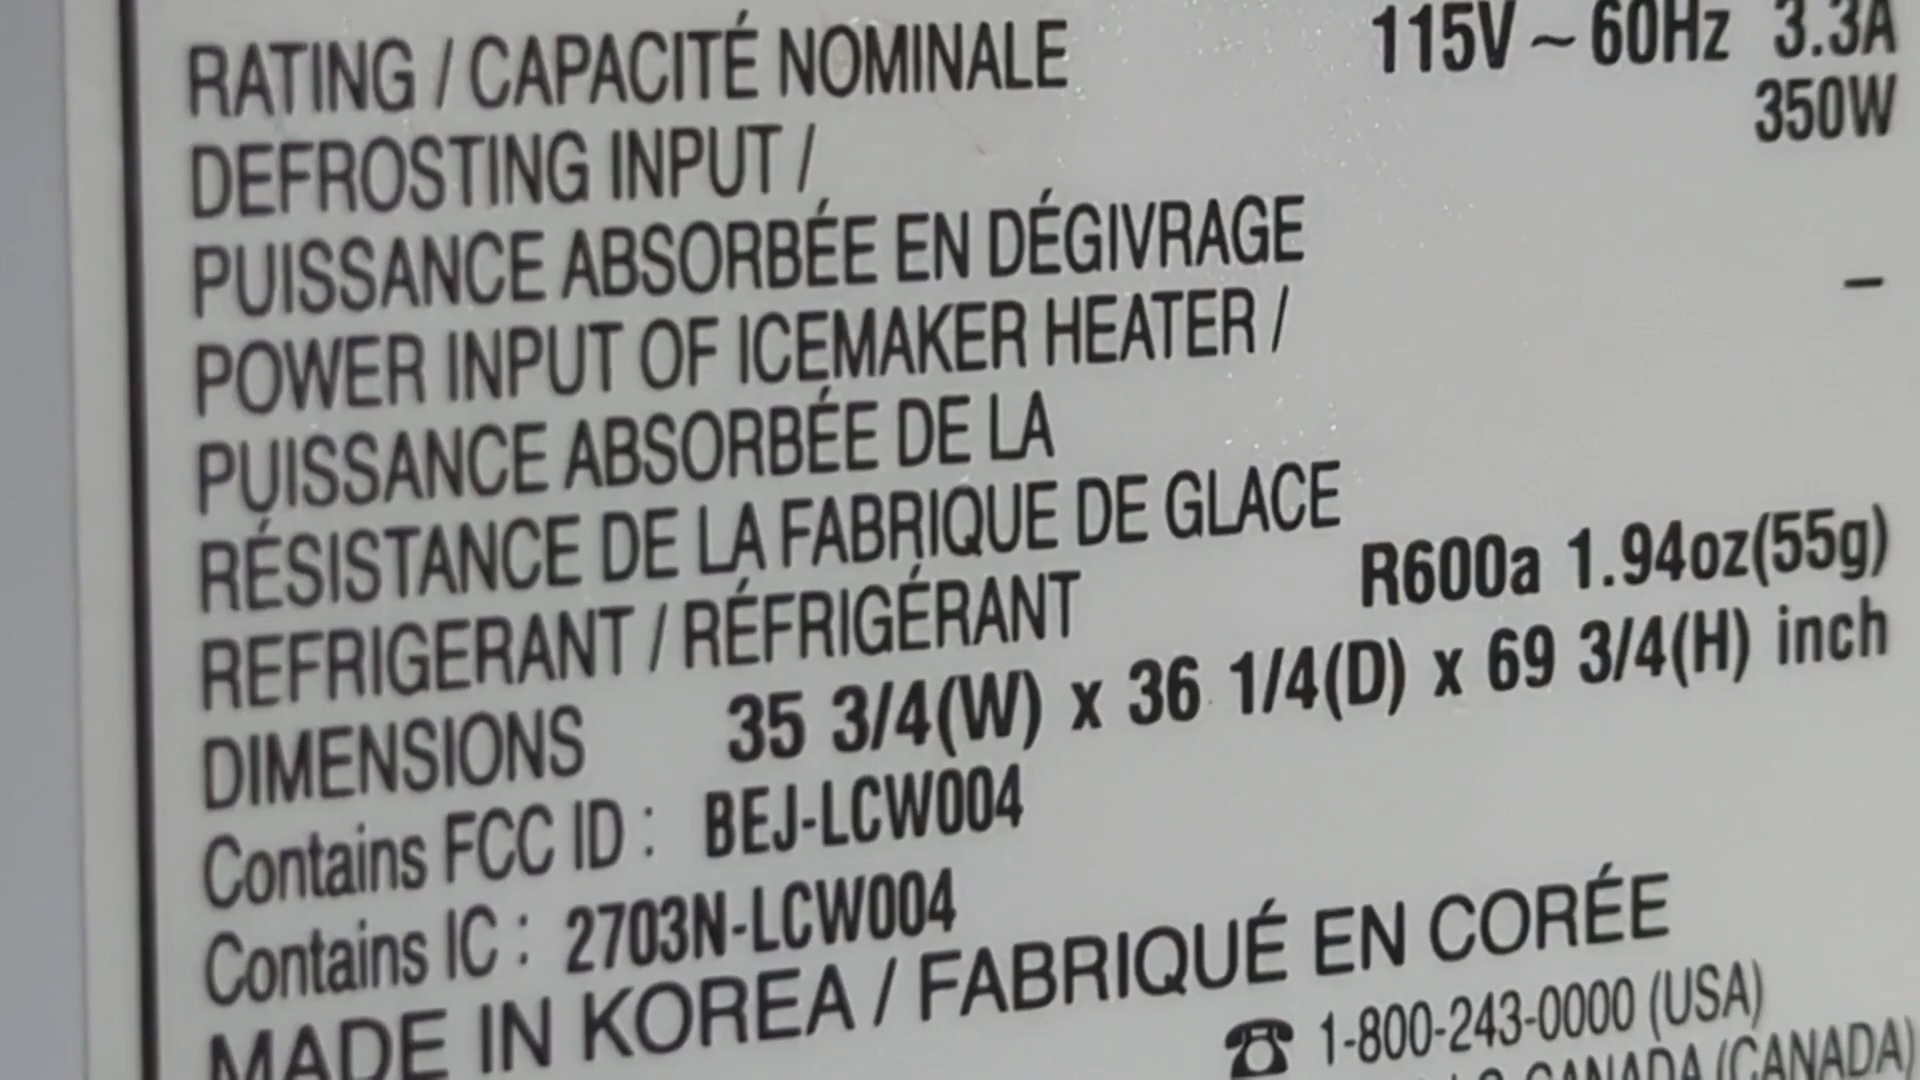 RATING / CAPACITÉ NOMINALE 115V ~ 60Hz 3.3A
DEFROSTING INPUT / 350W
PUISSANCE ABSORBÉE EN DÉGIVRAGE
POWER INPUT OF ICEMAKER HEATER / –
PUISSANCE ABSORBÉE DE LA
RÉSISTANCE DE LA FABRIQUE DE GLACE
REFRIGERANT / RÉFRIGÉRANT R600a 1.94oz(55g)
DIMENSIONS 35 3/4(W) x 36 1/4(D) x 69 3/4(H) inch
Contains FCC ID : BEJ-LCW004
Contains IC : 2703N-LCW004
MADE IN KOREA / FABRIQUÉ EN CORÉE
☎ 1-800-243-0000 (USA)
CANADA (CANADA)